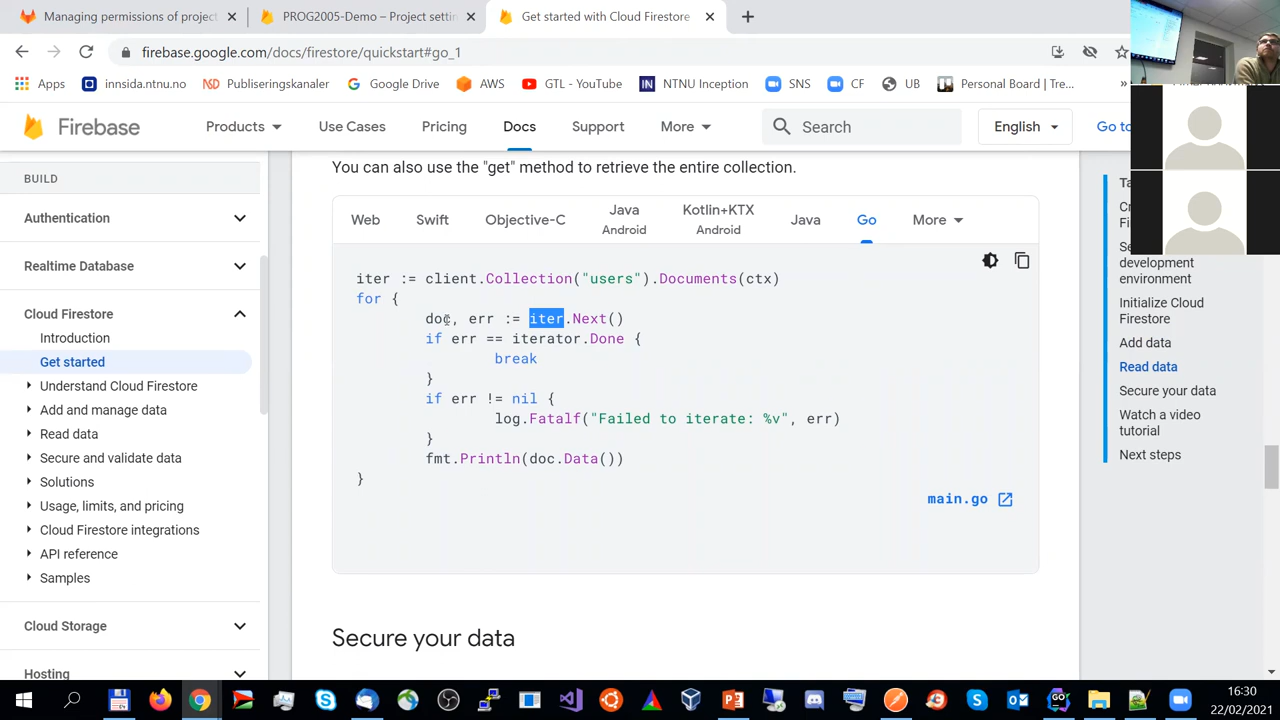 Managing permissions of project
PROG2005-Demo – Project setti
Get started with Cloud Firestore
firebase.google.com/docs/firestore/quickstart#go_1
Apps
innsida.ntnu.no
Publiseringskanaler
Google Drive
AWS
GTL - YouTube
NTNU Inception
SNS
CF
UB
Personal Board | Tre...
»
Firebase
Products
Use Cases
Pricing
Docs
Support
More
Search
English
Go to
BUILD
Authentication
Realtime Database
Cloud Firestore
Introduction
Get started
Understand Cloud Firestore
Add and manage data
Read data
Secure and validate data
Solutions
Usage, limits, and pricing
Cloud Firestore integrations
API reference
Samples
Cloud Storage
Hosting
You can also use the "get" method to retrieve the entire collection.
Web
Swift
Objective-C
Java
Android
Kotlin+KTX
Android
Java
Go
More
iter := client.Collection("users").Documents(ctx)
for {
doc, err := iter.Next()
if err == iterator.Done {
break
}
if err != nil {
log.Fatalf("Failed to iterate: %v", err)
}
fmt.Println(doc.Data())
}
main.go
Secure your data
development
environment
Initialize Cloud
Firestore
Add data
Read data
Secure your data
Watch a video
tutorial
Next steps
16:30
22/02/2021